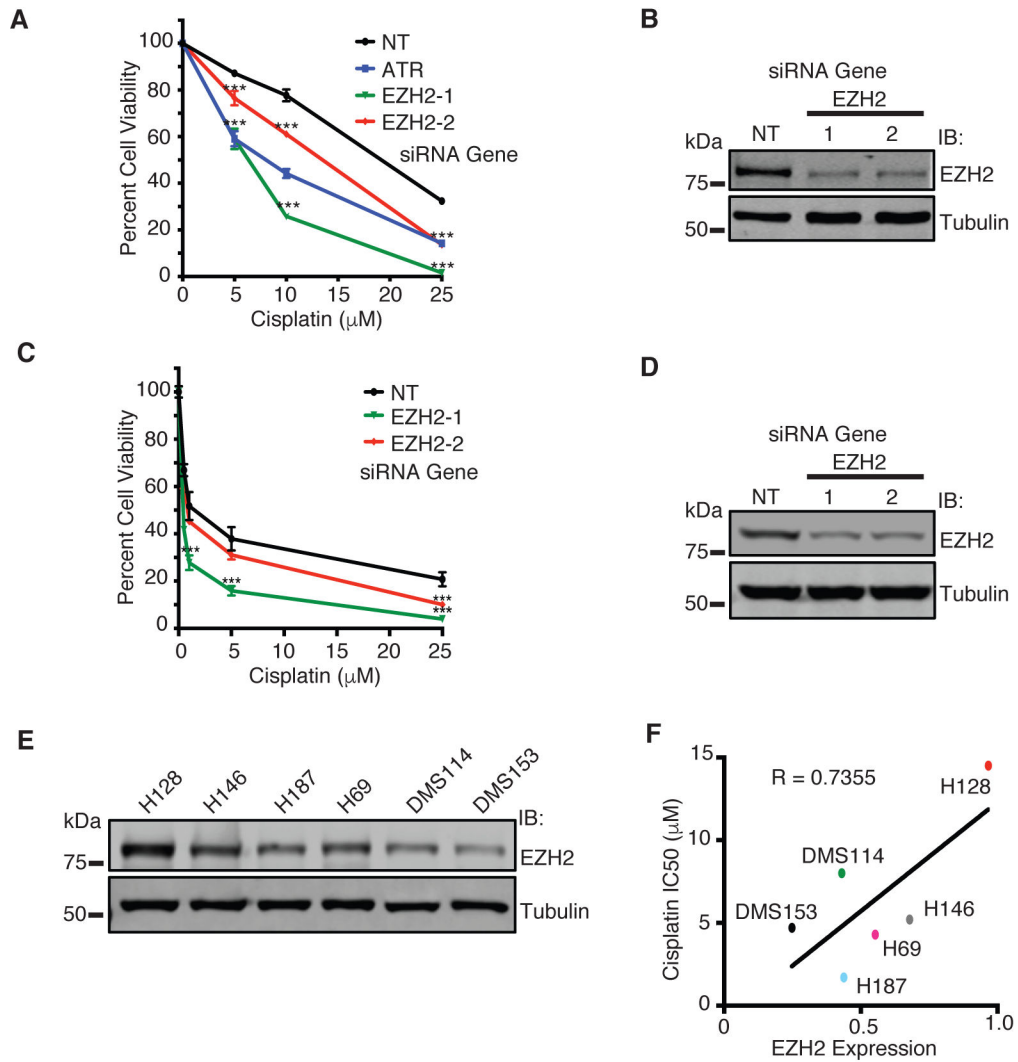 A
100
80
60
40
20
0
Percent Cell Viability
NT
ATR
EZH2-1
EZH2-2
siRNA Gene
***
***
***
***
***
***
0 5 10 15 20 25
Cisplatin (μM)
B
siRNA Gene
EZH2
kDa NT 1 2 IB:
75 EZH2
50 Tubulin
C
100
80
60
40
20
0
Percent Cell Viability
NT
EZH2-1
EZH2-2
siRNA Gene
***
***
***
***
0 5 10 15 20 25
Cisplatin (μM)
D
siRNA Gene
EZH2
kDa NT 1 2 IB:
75 EZH2
50 Tubulin
E
H128 H146 H187 H69 DMS114 DMS153
kDa IB:
75 EZH2
50 Tubulin
F
15
10
5
0
Cisplatin IC50 (μM)
R = 0.7355
H128
DMS114
DMS153
H146
H69
H187
0 0.5 1.0
EZH2 Expression